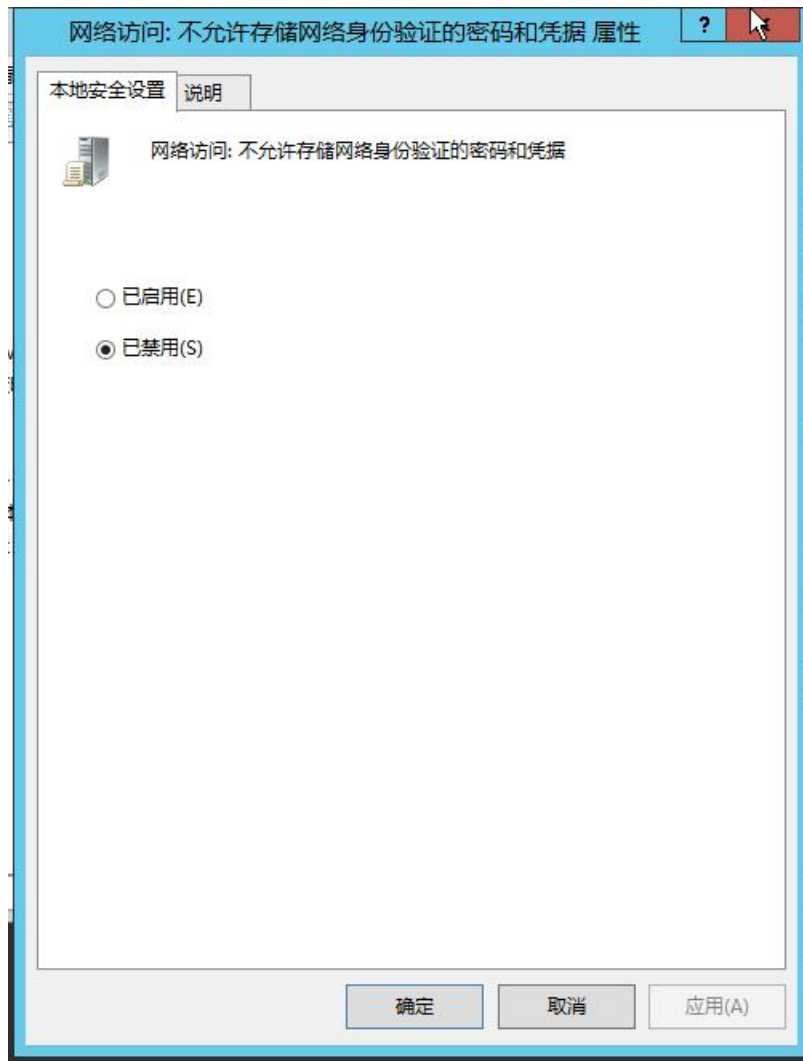 网络访问: 不允许存储网络身份验证的密码和凭据 属性
?
本地安全设置
说明
网络访问: 不允许存储网络身份验证的密码和凭据
已启用(E)
已禁用(S)
确定
取消
应用(A)